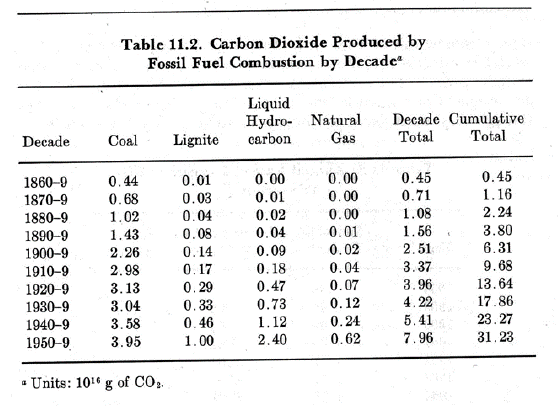 Table 11.2. Carbon Dioxide Produced by
Fossil Fuel Combustion by Decadeᵃ
Liquid
Hydro- Natural Decade Cumulative
Decade Coal Lignite carbon Gas Total Total
1860–9 0.44 0.01 0.00 0.00 0.45 0.45
1870–9 0.68 0.03 0.01 0.00 0.71 1.16
1880–9 1.02 0.04 0.02 0.00 1.08 2.24
1890–9 1.43 0.08 0.04 0.01 1.56 3.80
1900–9 2.26 0.14 0.09 0.02 2.51 6.31
1910–9 2.98 0.17 0.18 0.04 3.37 9.68
1920–9 3.13 0.29 0.47 0.07 3.96 13.64
1930–9 3.04 0.33 0.73 0.12 4.22 17.86
1940–9 3.58 0.46 1.12 0.24 5.41 23.27
1950–9 3.95 1.00 2.40 0.62 7.96 31.23
ᵃ Units: 10¹⁶ g of CO₂.